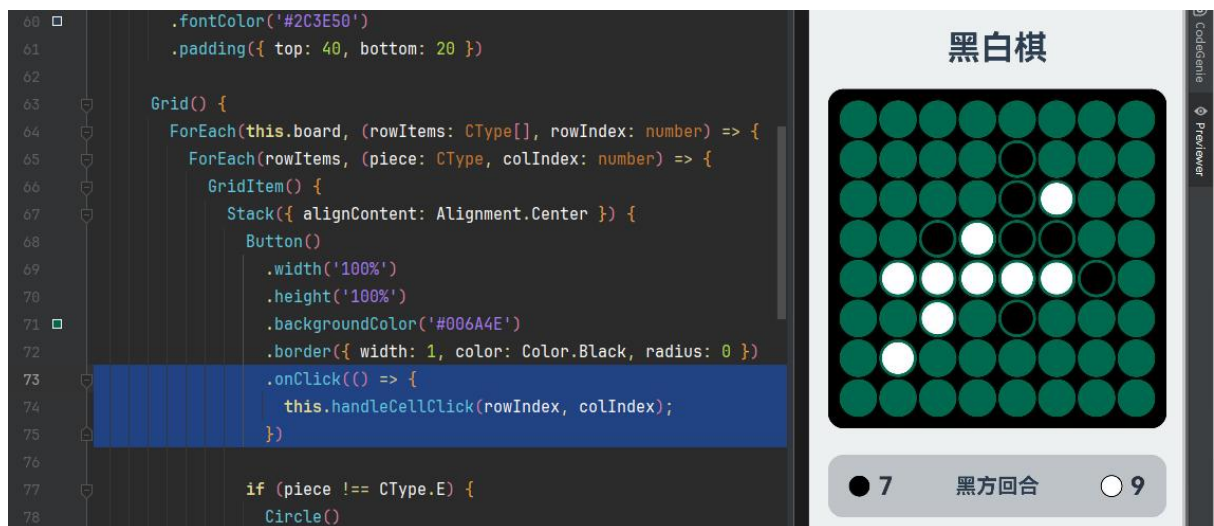 60 .fontColor('#2C3E50')
61 .padding({ top: 40, bottom: 20 })
62
63 Grid() {
64 ForEach(this.board, (rowItems: CType[], rowIndex: number) => {
65 ForEach(rowItems, (piece: CType, colIndex: number) => {
66 GridItem() {
67 Stack({ alignContent: Alignment.Center }) {
68 Button()
69 .width('100%')
70 .height('100%')
71 .backgroundColor('#006A4E')
72 .border({ width: 1, color: Color.Black, radius: 0 })
73 .onClick(() => {
74 this.handleCellClick(rowIndex, colIndex);
75 })
76
77 if (piece !== CType.E) {
78 Circle()
黑白棋
7 黑方回合 9
CodeGenie
Previewer